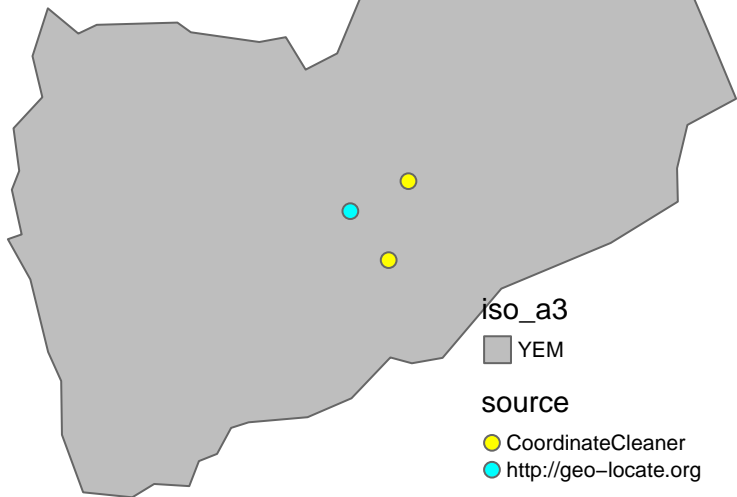 iso_a3
YEM
source
CoordinateCleaner
http://geo−locate.org